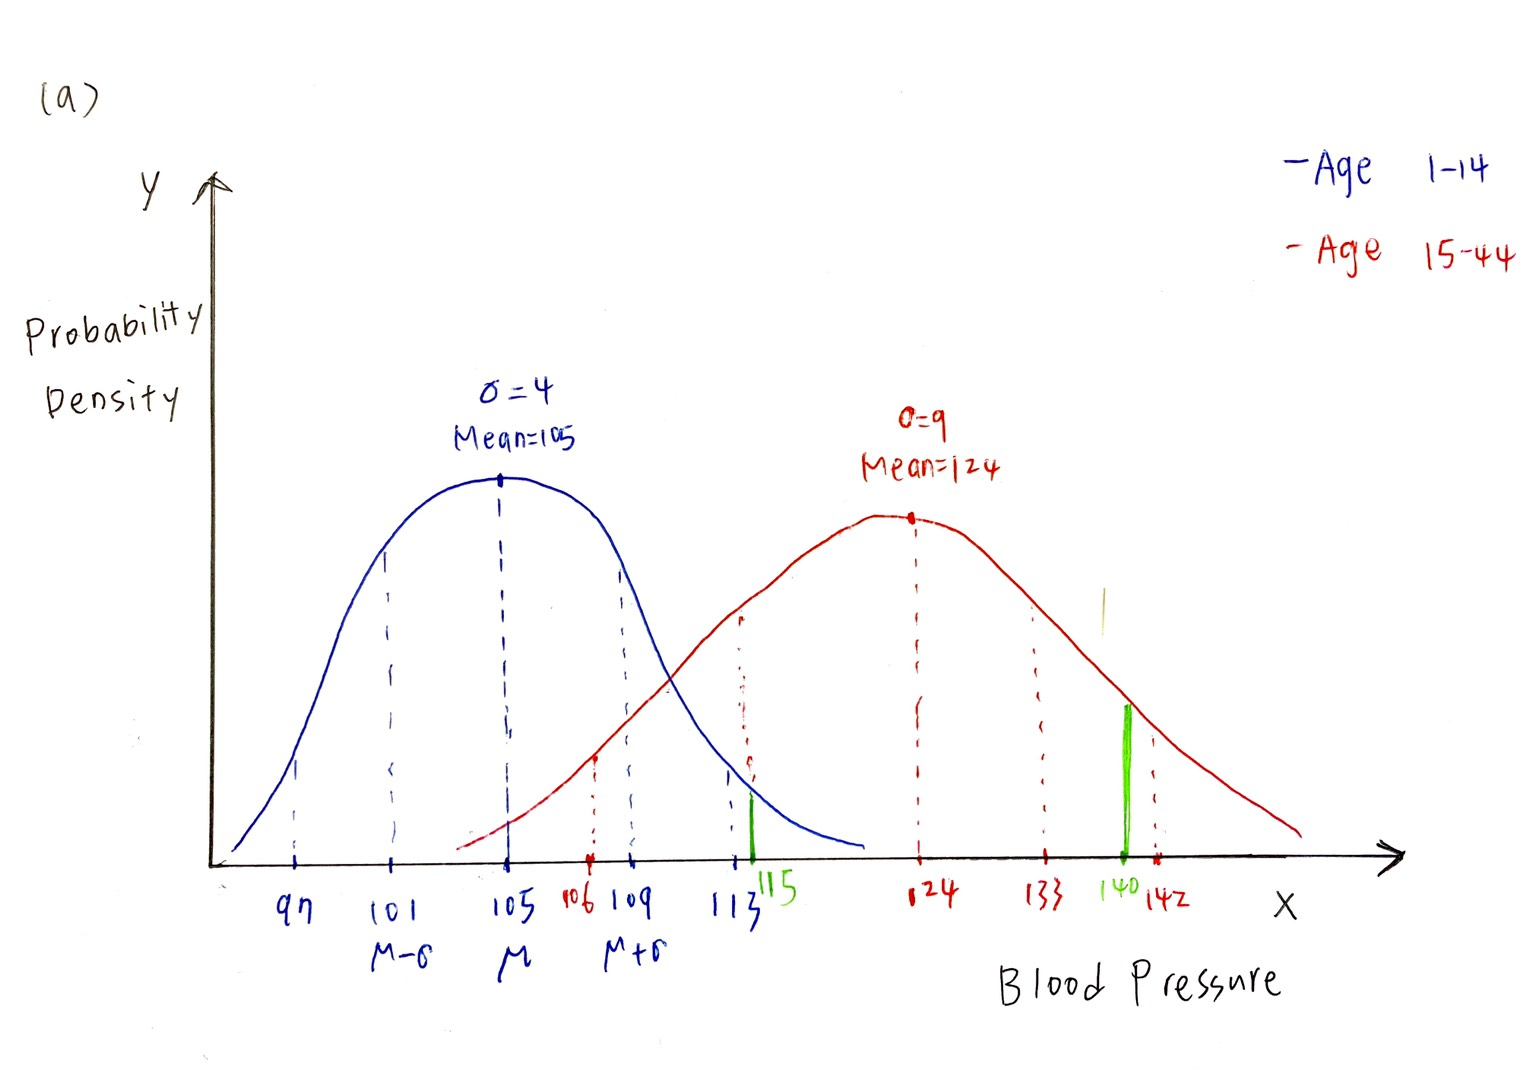 (a)
- Age 1-14
- Age 15-44
Y
Probability
Density
σ=4
Mean=105
σ=9
Mean=124
97 101 105 106 109 113 115 124 133 140 142 X
μ-σ μ μ+σ
Blood Pressure